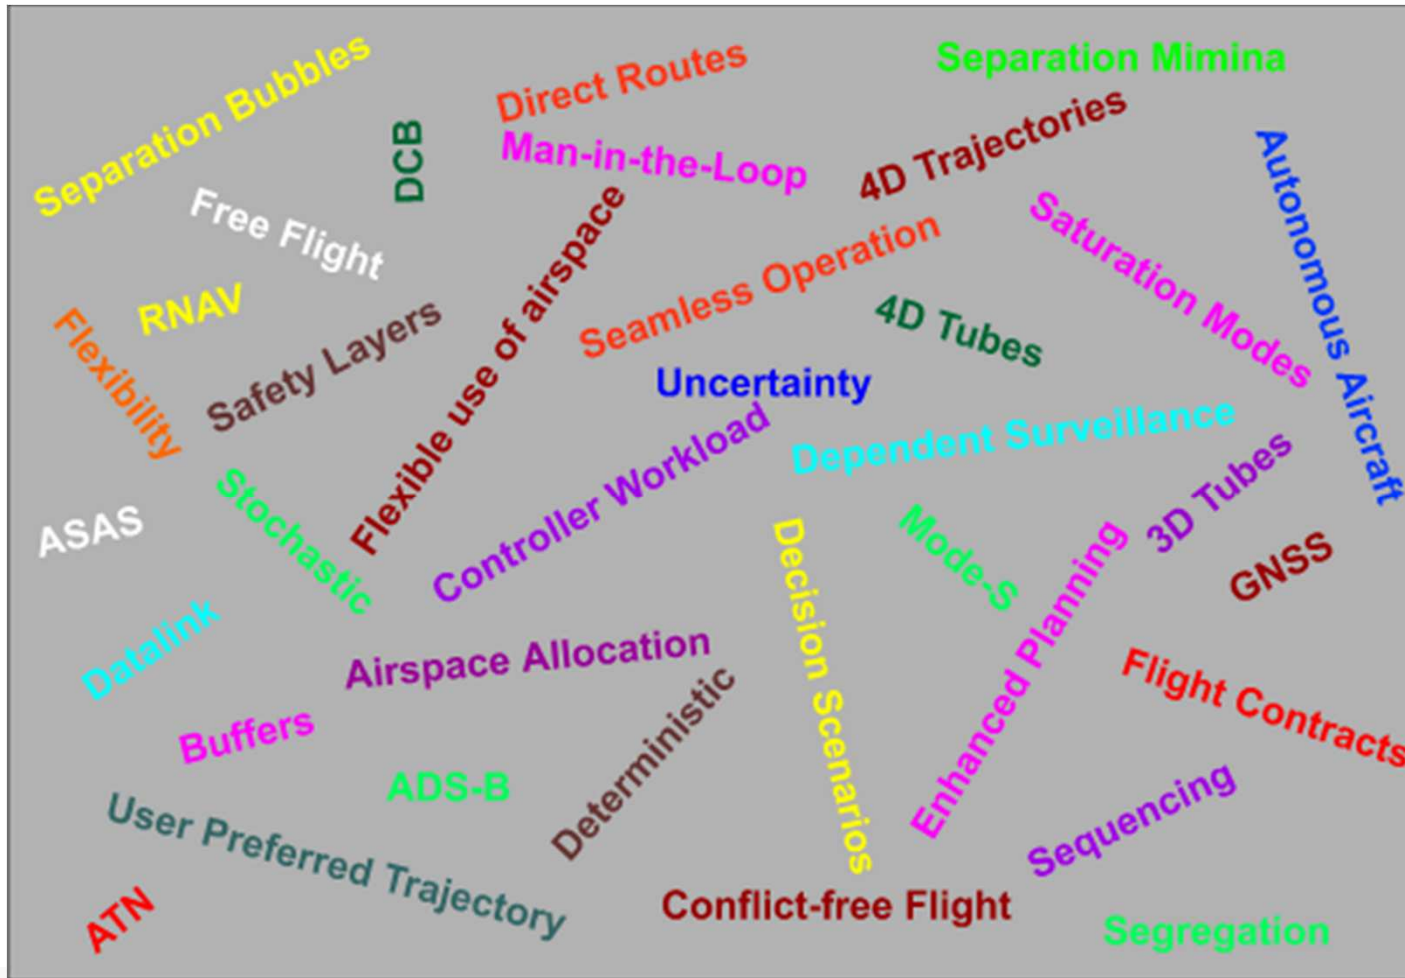 Separation Bubbles
Direct Routes
Separation Mimina
DCB
Man-in-the-Loop
4D Trajectories
Autonomous Aircraft
Free Flight
Flexible use of airspace
Seamless Operation
Saturation Modes
RNAV
Flexibility
Safety Layers
4D Tubes
Uncertainty
Controller Workload
Dependent Surveillance
3D Tubes
ASAS
Stochastic
Decision Scenarios
Mode-S
Enhanced Planning
GNSS
Datalink
Airspace Allocation
Flight Contracts
Buffers
Deterministic
ADS-B
Sequencing
User Preferred Trajectory
Conflict-free Flight
ATN
Segregation